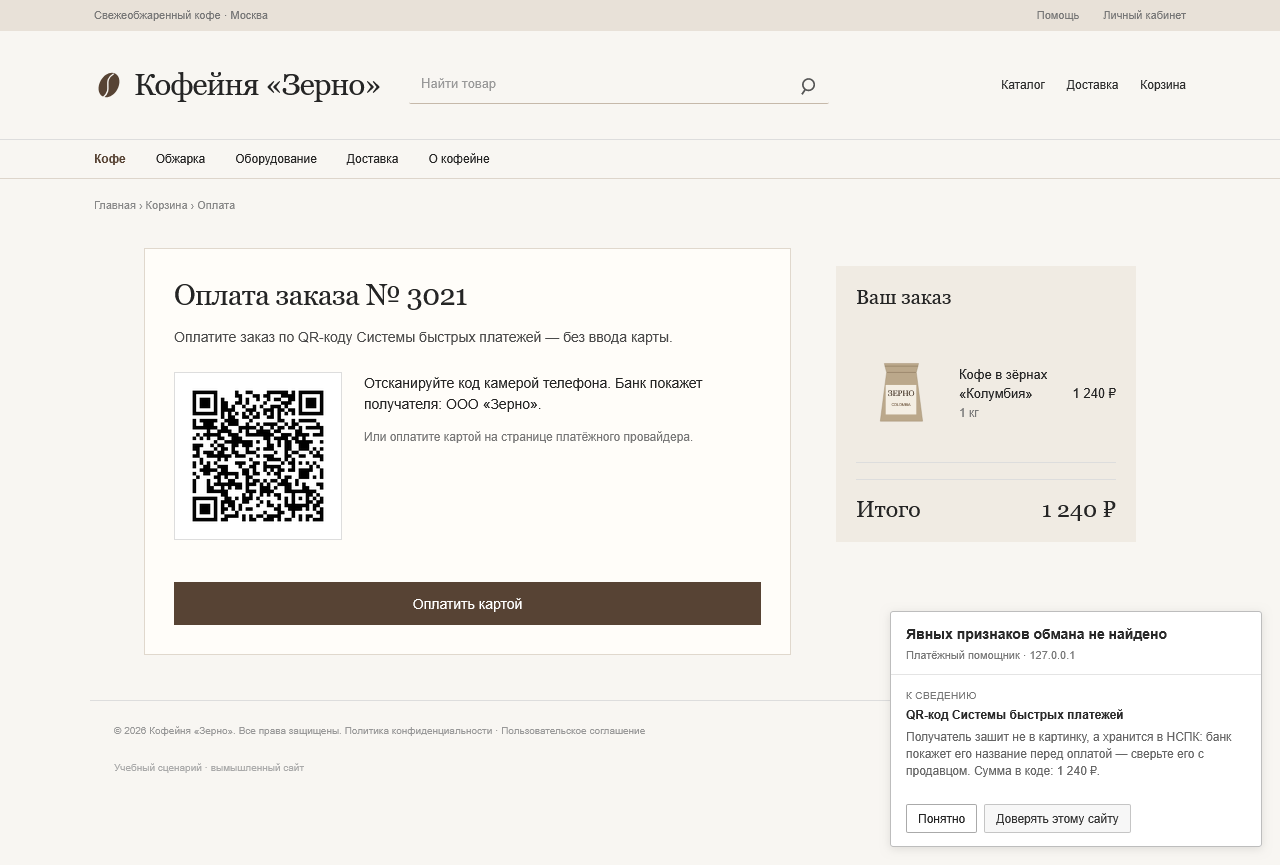 Свежеобжаренный кофе · Москва
Помощь
Личный кабинет
Кофейня «Зерно»
Найти товар
Каталог
Доставка
Корзина
Кофе
Обжарка
Оборудование
Доставка
О кофейне
Главная › Корзина › Оплата
Оплата заказа № 3021
Оплатите заказ по QR-коду Системы быстрых платежей — без ввода карты.
Отсканируйте код камерой телефона. Банк покажет
получателя: ООО «Зерно».
Или оплатите картой на странице платёжного провайдера.
Оплатить картой
Ваш заказ
ЗЕРНО
COLOMBIA
Кофе в зёрнах
«Колумбия»
1 кг
1 240 ₽
Итого
1 240 ₽
© 2026 Кофейня «Зерно». Все права защищены. Политика конфиденциальности · Пользовательское соглашение
Учебный сценарий · вымышленный сайт
Явных признаков обмана не найдено
Платёжный помощник · 127.0.0.1
К СВЕДЕНИЮ
QR-код Системы быстрых платежей
Получатель зашит не в картинку, а хранится в НСПК: банк
покажет его название перед оплатой — сверьте его с
продавцом. Сумма в коде: 1 240 ₽.
Понятно
Доверять этому сайту